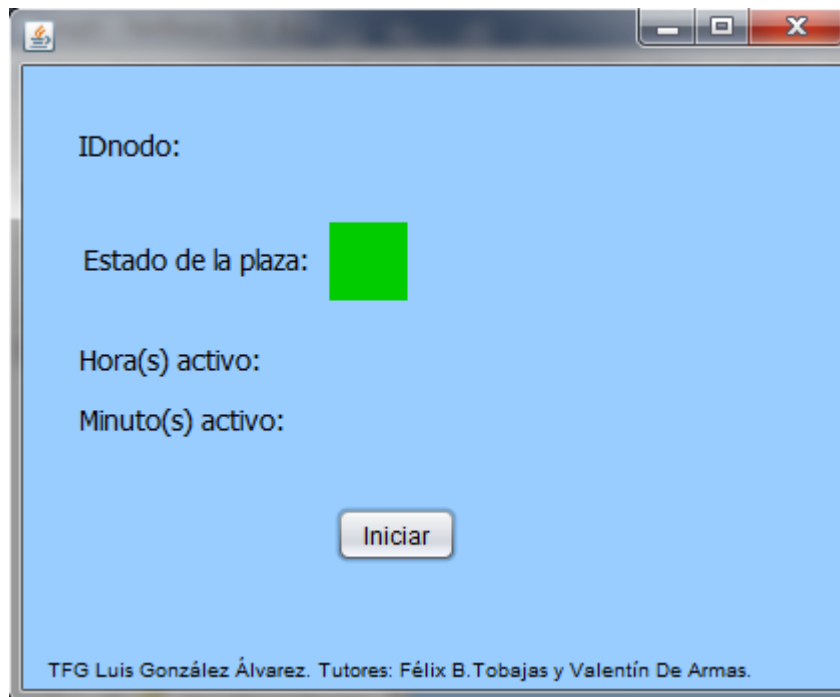 IDnodo:
Estado de la plaza:
Hora(s) activo:
Minuto(s) activo:
Iniciar
TFG Luis González Álvarez. Tutores: Félix B.Tobajas y Valentín De Armas.